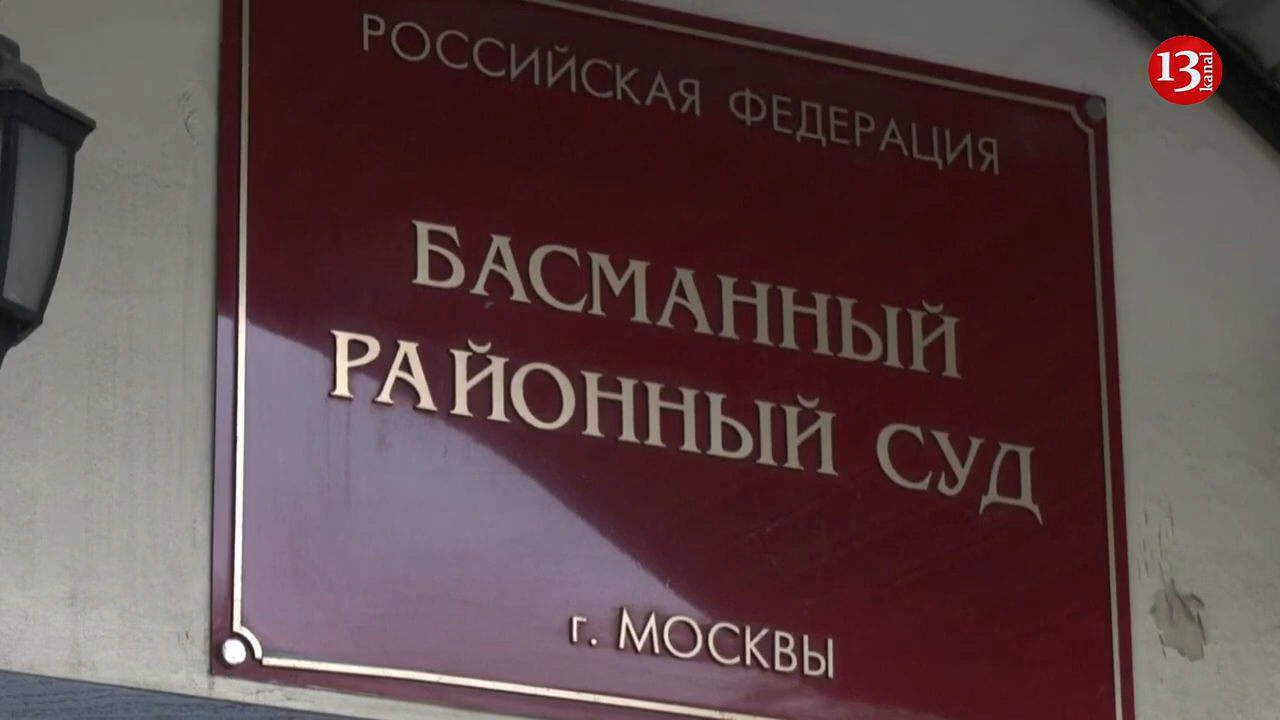 РОССИЙСКАЯ ФЕДЕРАЦИЯ
БАСМАННЫЙ
РАЙОННЫЙ СУД
г. МОСКВЫ
13 kanal